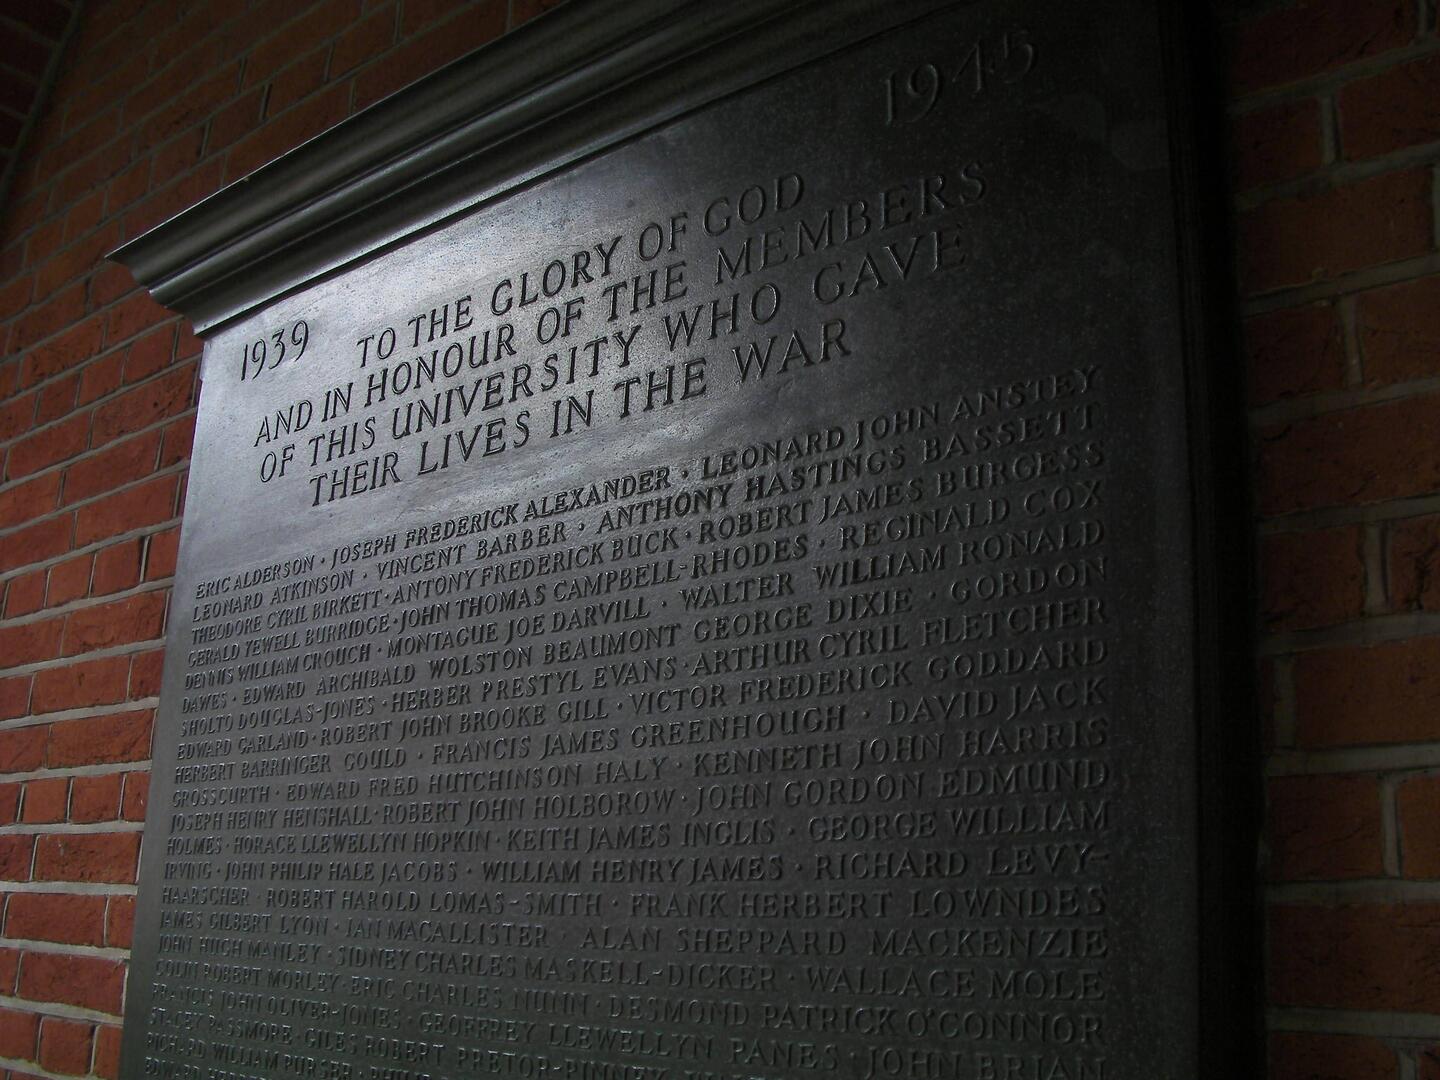 1939 1945
TO THE GLORY OF GOD
AND IN HONOUR OF THE MEMBERS
OF THIS UNIVERSITY WHO GAVE
THEIR LIVES IN THE WAR
ERIC ALDERSON · JOSEPH FREDERICK ALEXANDER · LEONARD JOHN ANSTEY
LEONARD ATKINSON · VINCENT BARBER · ANTHONY HASTINGS BASSETT
THEODORE CYRIL BIRKETT · ANTONY FREDERICK BUCK · ROBERT JAMES BURGESS
GERALD YEWELL BURRIDGE · JOHN THOMAS CAMPBELL-RHODES · REGINALD COX
DENNIS WILLIAM CROUCH · MONTAGUE JOE DARVILL · WALTER WILLIAM RONALD
DAWES · EDWARD ARCHIBALD WOLSTON BEAUMONT GEORGE DIXIE · GORDON
SHOLTO DOUGLAS-JONES · HERBER PRESTYL EVANS · ARTHUR CYRIL FLETCHER
EDWARD GARLAND · ROBERT JOHN BROOKE GILL · VICTOR FREDERICK GODDARD
HERBERT BARRINGER GOULD · FRANCIS JAMES GREENHOUGH · DAVID JACK
GROSSCURTH · EDWARD FRED HUTCHINSON HALY · KENNETH JOHN HARRIS
JOSEPH HENRY HENSHALL · ROBERT JOHN HOLBOROW · JOHN GORDON EDMUND
HOLMES · HORACE LLEWELLYN HOPKIN · KEITH JAMES INGLIS · GEORGE WILLIAM
IRVING · JOHN PHILIP HALE JACOBS · WILLIAM HENRY JAMES · RICHARD LEVY-
HAARSCHER · ROBERT HAROLD LOMAS-SMITH · FRANK HERBERT LOWNDES
JAMES GILBERT LYON · IAN MACALLISTER ALAN SHEPPARD MACKENZIE
JOHN HUGH MANLEY · SIDNEY CHARLES MASKELL-DICKER · WALLACE MOLE
COLIN ROBERT MORLEY · ERIC CHARLES NUNN · DESMOND PATRICK O'CONNOR
FRANCIS JOHN OLIVER-JONES · GEOFFREY LLEWELLYN PANES · JOHN BRIAN
STACEY PASSMORE · GILES ROBERT PRETOR-PINNEY
RICHARD WILLIAM PURSER
EDWARD